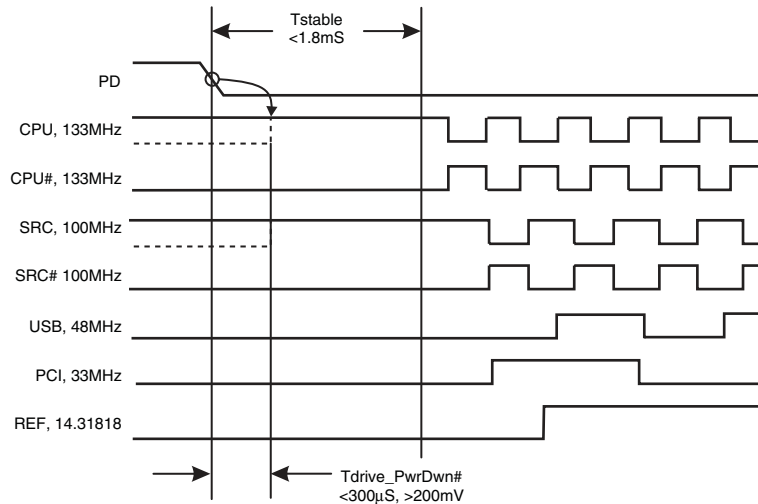 Tstable
<1.8mS
PD
CPU, 133MHz
CPU#, 133MHz
SRC, 100MHz
SRC# 100MHz
USB, 48MHz
PCI, 33MHz
REF, 14.31818
Tdrive_PwrDwn#
<300µS, >200mV